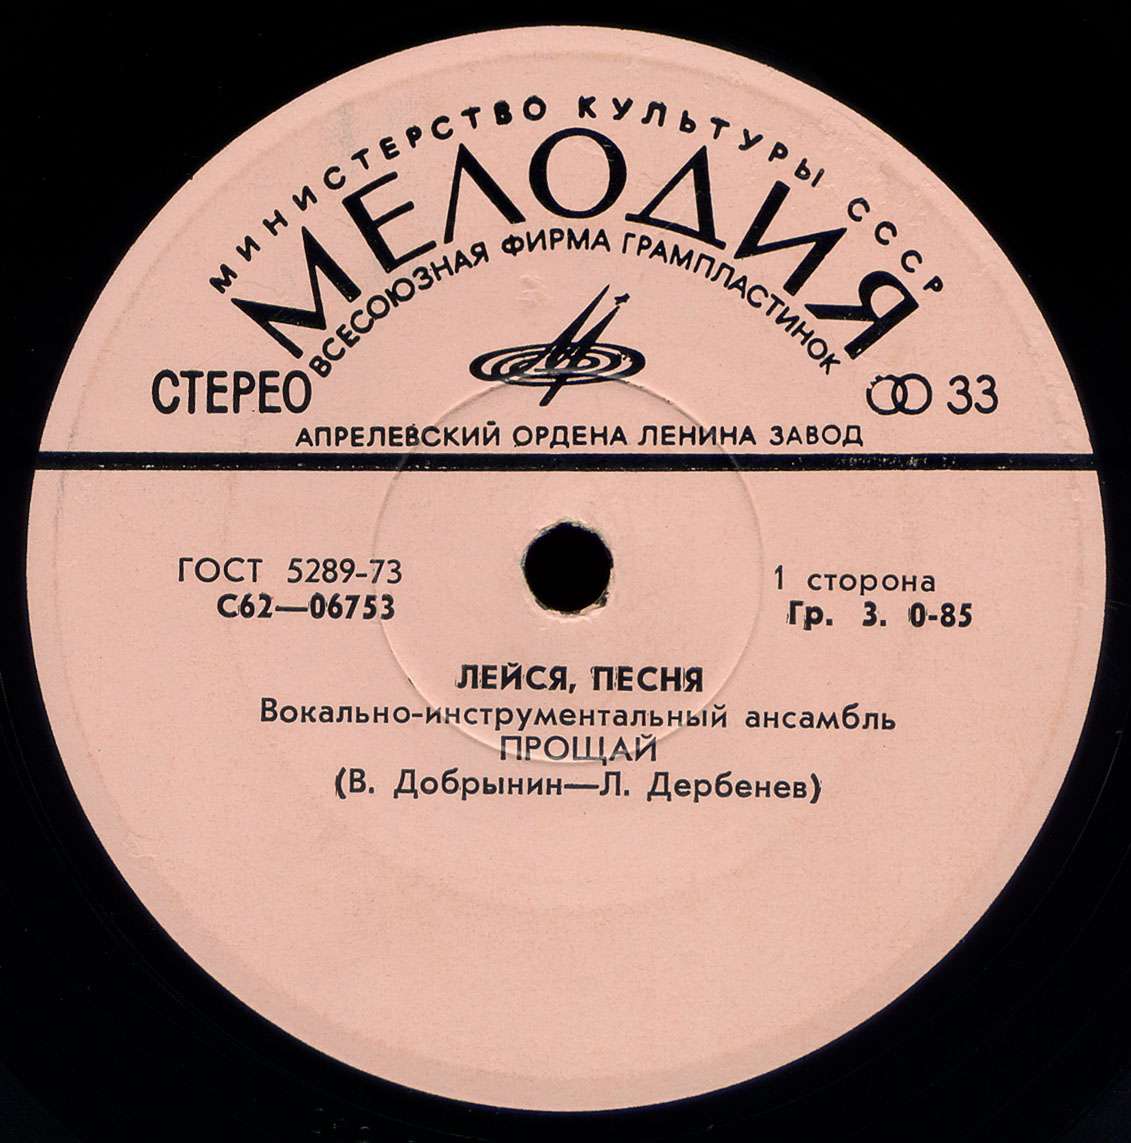 МИНИСТЕРСТВО КУЛЬТУРЫ СССР
МЕЛОДИЯ
ВСЕСОЮЗНАЯ ФИРМА ГРАМПЛАСТИНОК
СТЕРЕО
33
АПРЕЛЕВСКИЙ ОРДЕНА ЛЕНИНА ЗАВОД
ГОСТ 5289-73
С62—06753
1 сторона
Гр. 3. 0-85
ЛЕЙСЯ, ПЕСНЯ
Вокально-инструментальный ансамбль
ПРОЩАЙ
(В. Добрынин—Л. Дербенев)